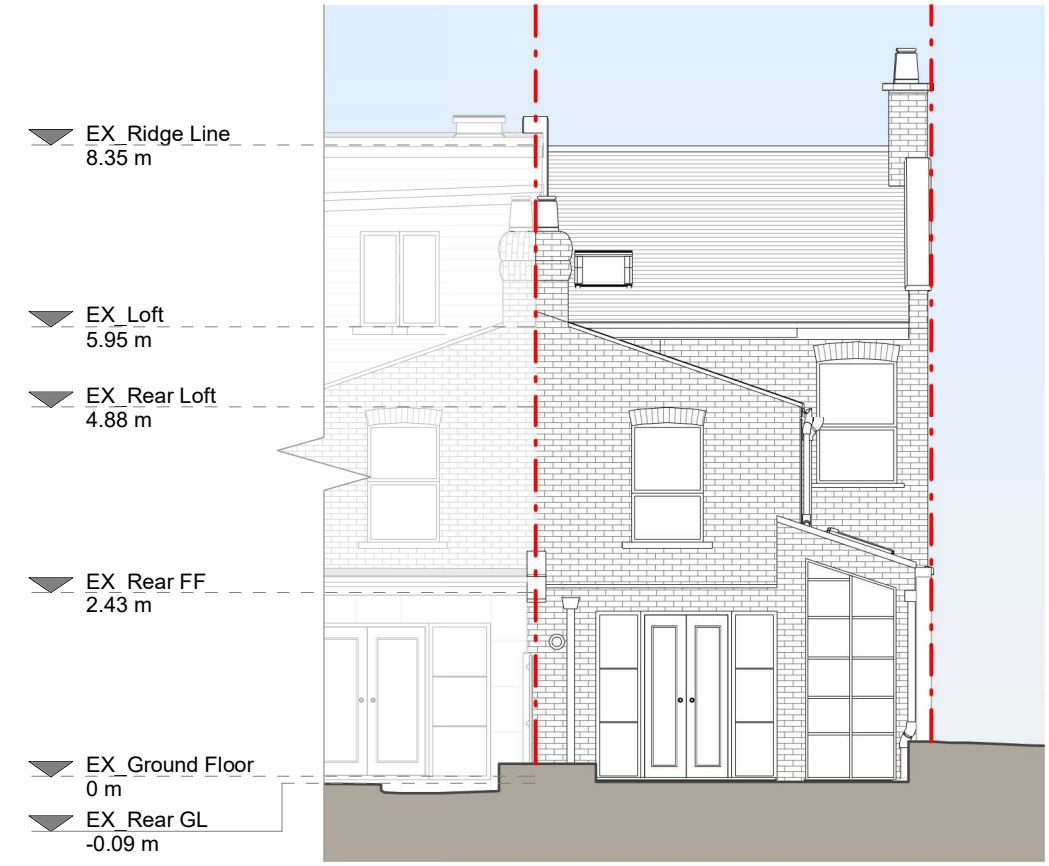 EX_Ridge Line
8.35 m
EX_Loft
5.95 m
EX_Rear Loft
4.88 m
EX_Rear FF
2.43 m
EX_Ground Floor
0 m
EX_Rear GL
-0.09 m